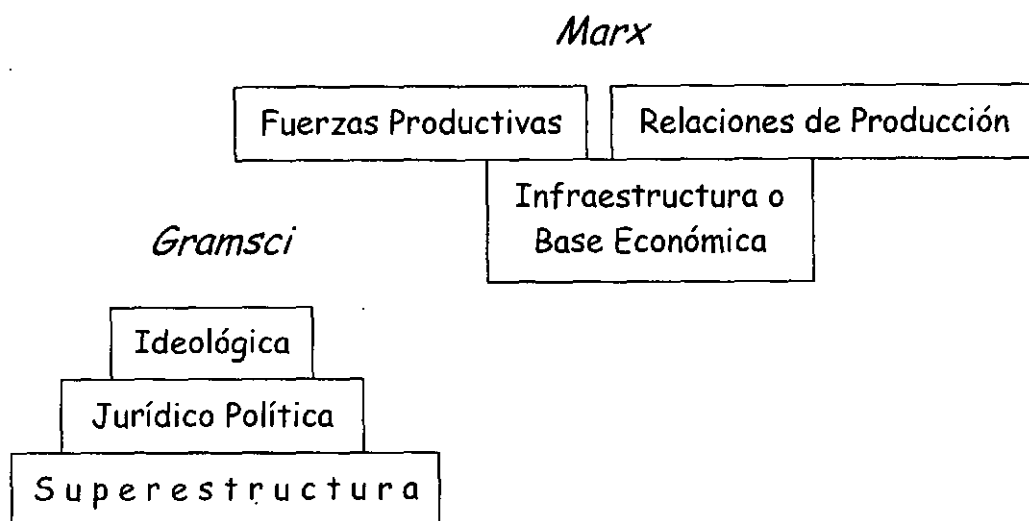 Marx
Fuerzas Productivas
Relaciones de Producción
Infraestructura o
Base Económica
Gramsci
Ideológica
Jurídico Política
Superestructura